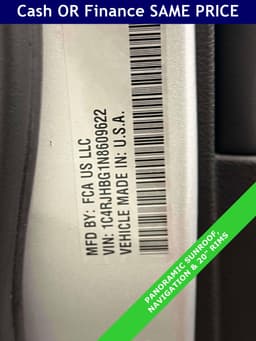 Cash OR Finance SAME PRICE
MFD BY: FCA US LLC
VIN: 1C4RJHBG1N8609622
VEHICLE MADE IN: U.S.A.
PANORAMIC SUNROOF,
NAVIGATION & 20" RIMS